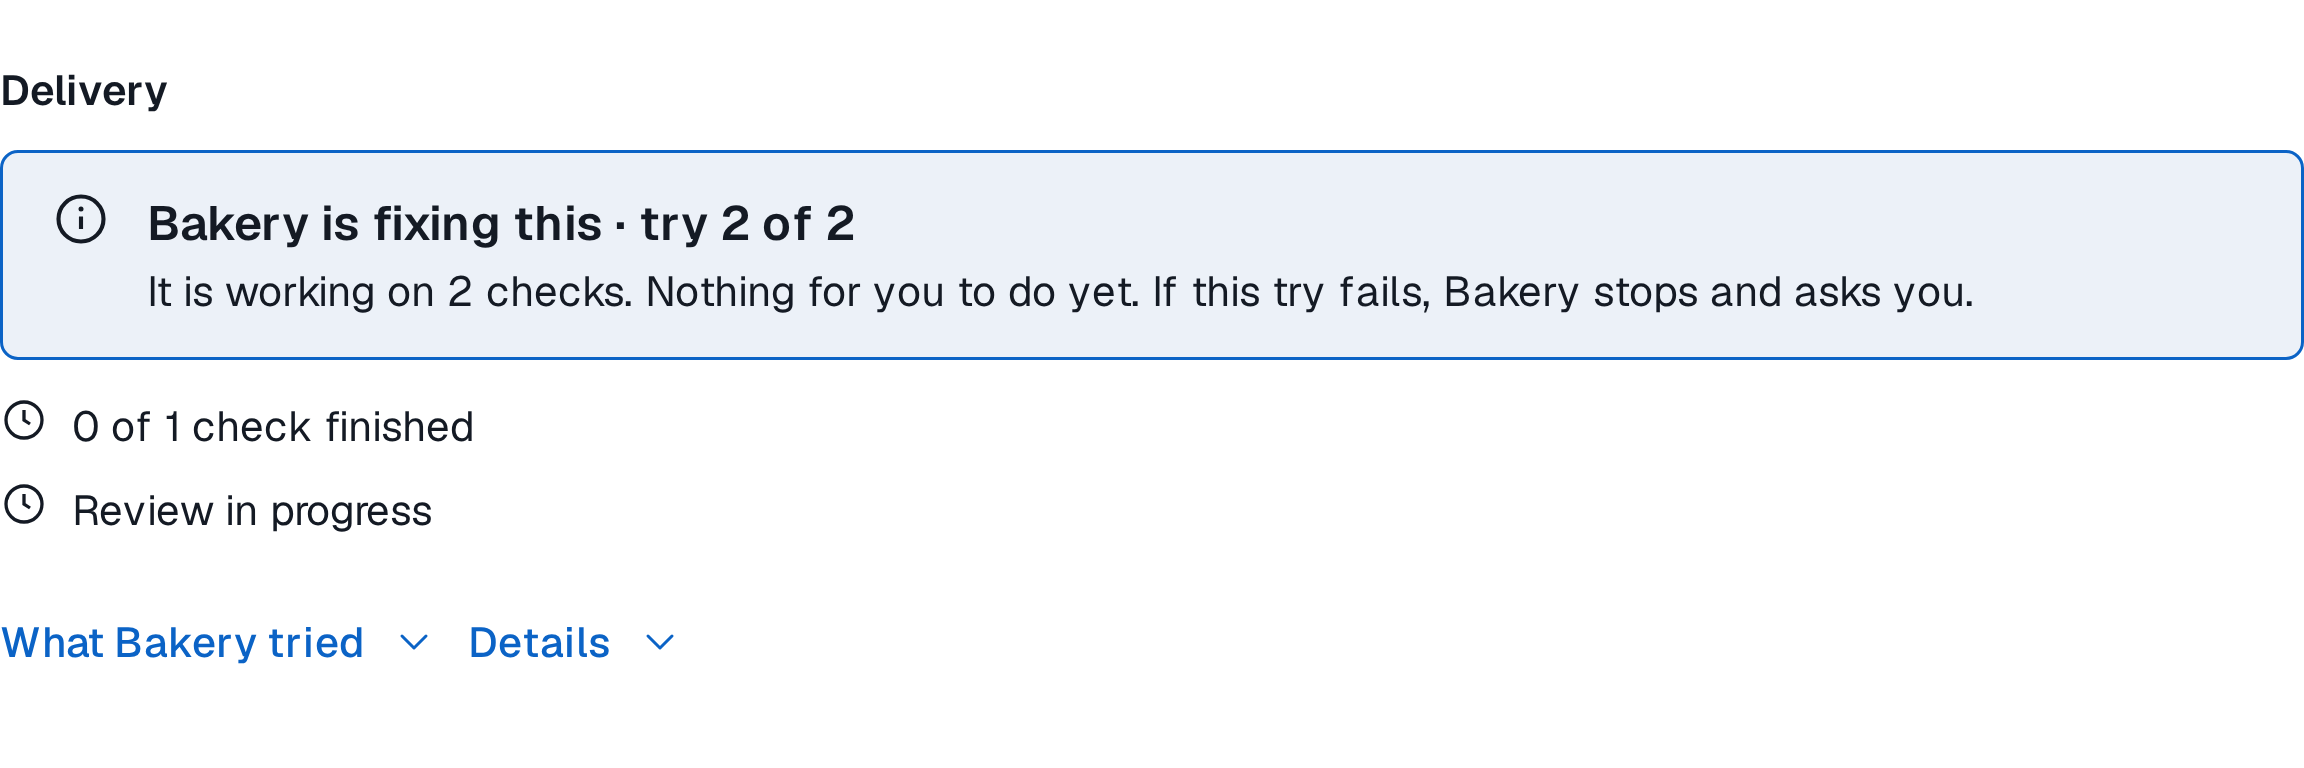 Delivery
Bakery is fixing this · try 2 of 2
It is working on 2 checks. Nothing for you to do yet. If this try fails, Bakery stops and asks you.
0 of 1 check finished
Review in progress
What Bakery tried Details